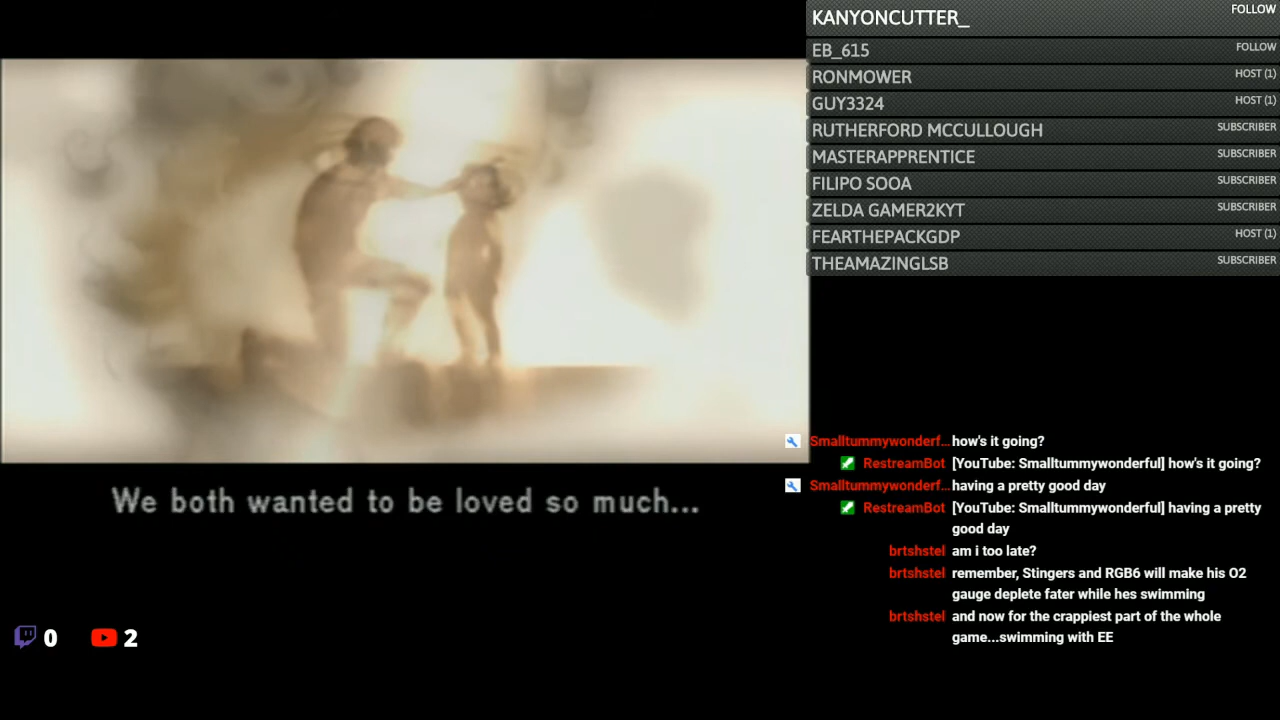 KANYONCUTTER_ FOLLOW
EB_615 FOLLOW
RONMOWER HOST (1)
GUY3324 HOST (1)
RUTHERFORD MCCULLOUGH SUBSCRIBER
MASTERAPPRENTICE SUBSCRIBER
FILIPO SOOA SUBSCRIBER
ZELDA GAMER2KYT SUBSCRIBER
FEARTHEPACKGDP HOST (1)
THEAMAZINGLSB SUBSCRIBER
Smalltummywonderf... how's it going?
RestreamBot [YouTube: Smalltummywonderful] how's it going?
Smalltummywonderf... having a pretty good day
RestreamBot [YouTube: Smalltummywonderful] having a pretty
good day
brtshstel am i too late?
brtshstel remember, Stingers and RGB6 will make his O2
gauge deplete fater while hes swimming
brtshstel and now for the crappiest part of the whole
game...swimming with EE
We both wanted to be loved so much...
0 2